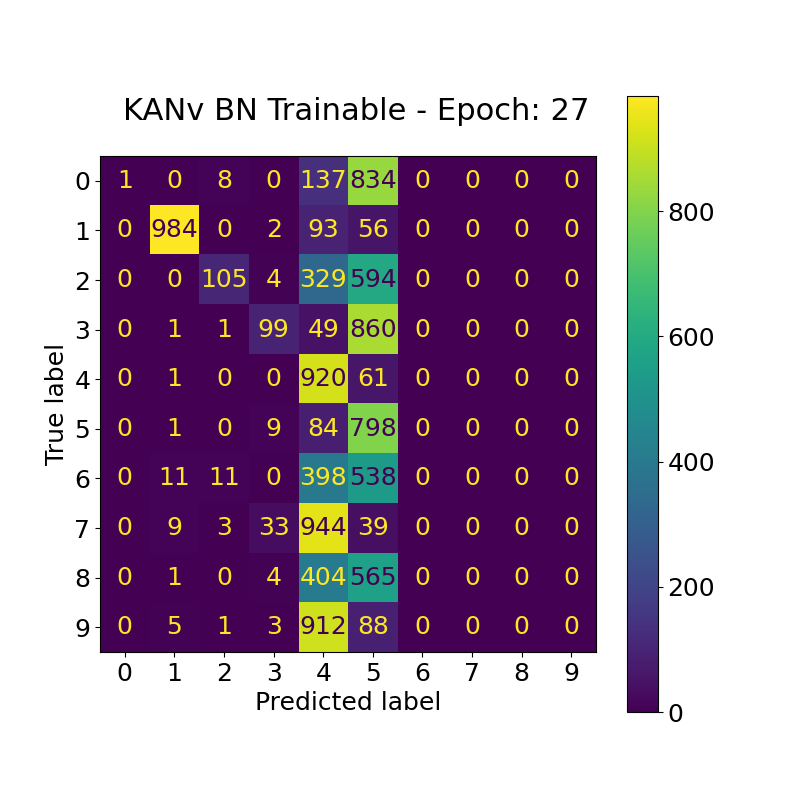 KANv BN Trainable - Epoch: 27
0 1 0 8 0 137 834 0 0 0 0
1 0 984 0 2 93 56 0 0 0 0
2 0 0 105 4 329 594 0 0 0 0
3 0 1 1 99 49 860 0 0 0 0
4 0 1 0 0 920 61 0 0 0 0
5 0 1 0 9 84 798 0 0 0 0
6 0 11 11 0 398 538 0 0 0 0
7 0 9 3 33 944 39 0 0 0 0
8 0 1 0 4 404 565 0 0 0 0
9 0 5 1 3 912 88 0 0 0 0
0 1 2 3 4 5 6 7 8 9
Predicted label
True label
800
600
400
200
0